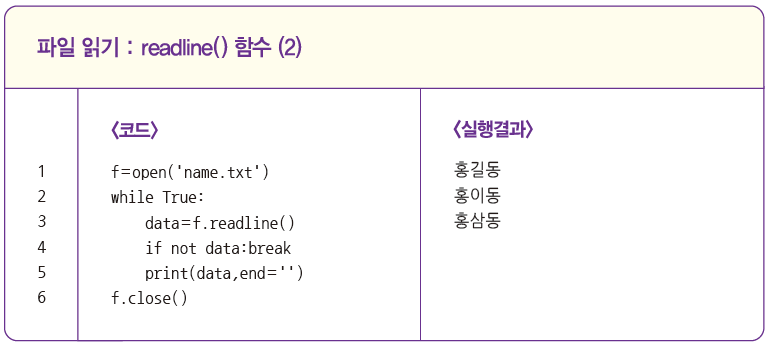 파일 읽기 : readline() 함수 (2)
<코드>
1 f=open('name.txt')
2 while True:
3 data=f.readline()
4 if not data:break
5 print(data,end='')
6 f.close()
<실행결과>
홍길동
홍이동
홍삼동